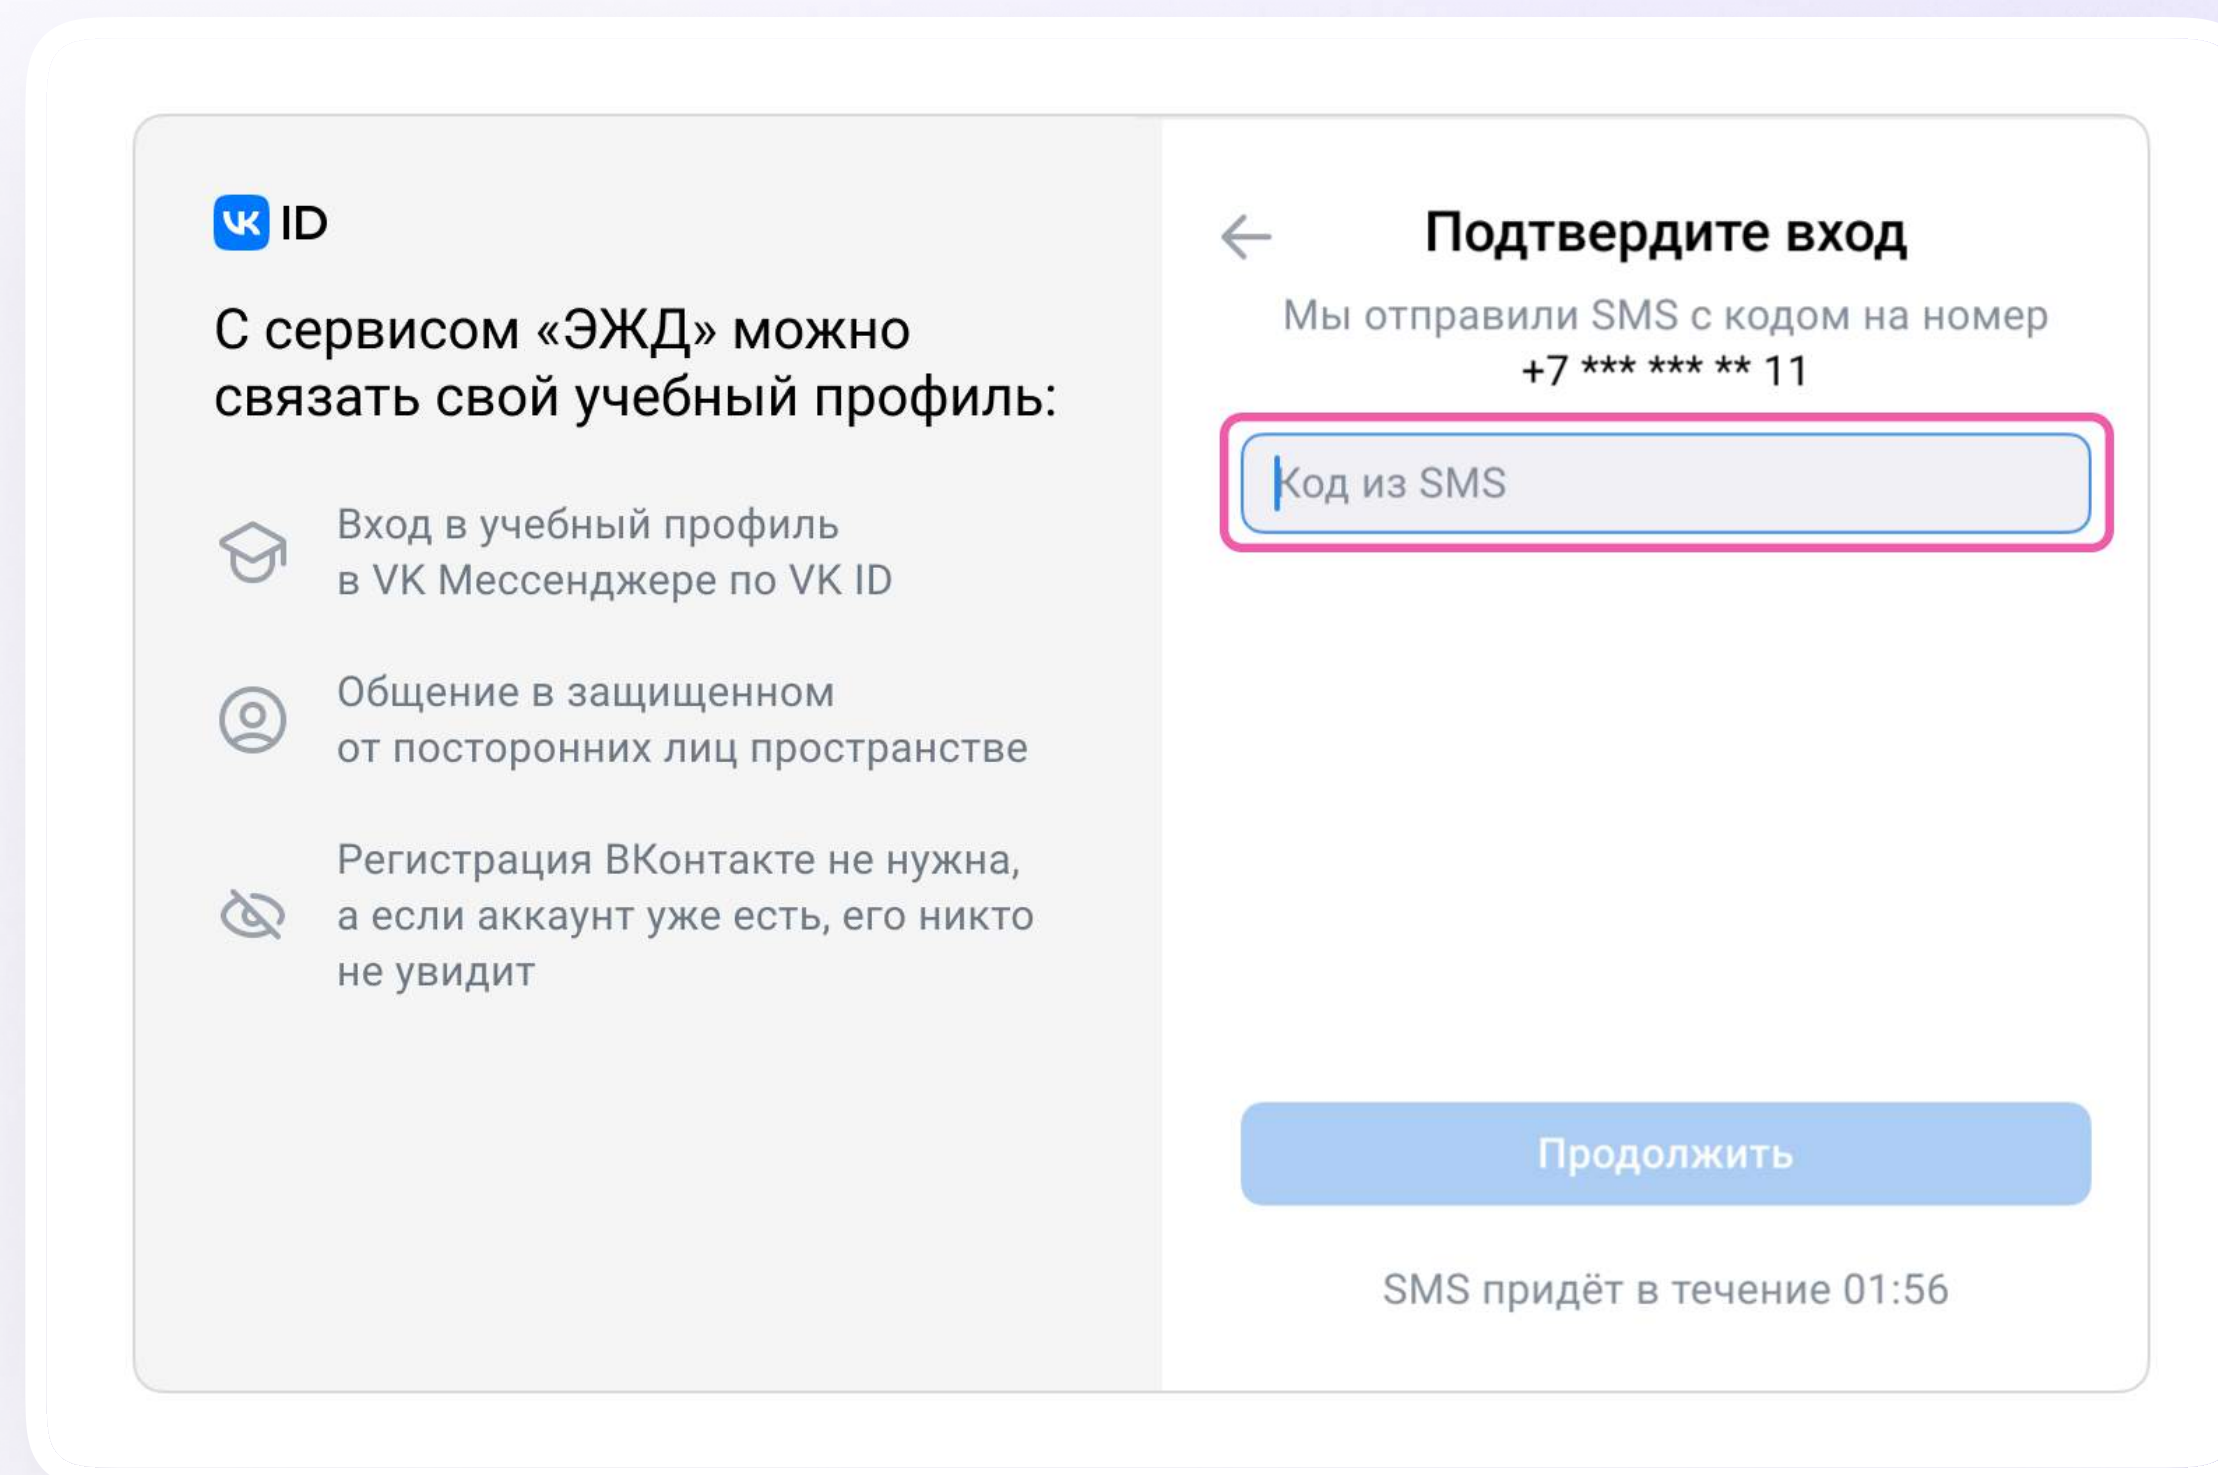 VK ID
С сервисом «ЭЖД» можно
связать свой учебный профиль:
Вход в учебный профиль
в VK Мессенджере по VK ID
Общение в защищенном
от посторонних лиц пространстве
Регистрация ВКонтакте не нужна,
а если аккаунт уже есть, его никто
не увидит
Подтвердите вход
Мы отправили SMS с кодом на номер
+7 *** *** ** 11
Код из SMS
Продолжить
SMS придёт в течение 01:56